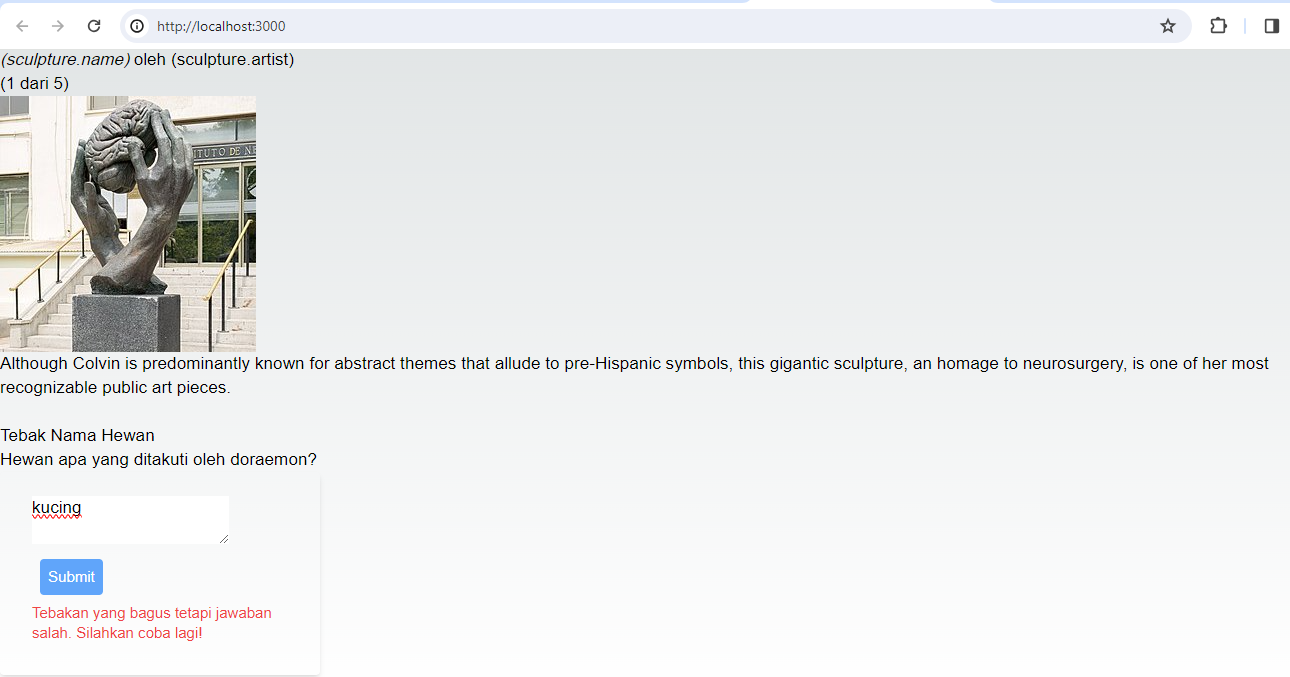 http://localhost:3000
(sculpture.name) oleh (sculpture.artist)
(1 dari 5)
ITUTO DE NE
Although Colvin is predominantly known for abstract themes that allude to pre-Hispanic symbols, this gigantic sculpture, an homage to neurosurgery, is one of her most
recognizable public art pieces.
Tebak Nama Hewan
Hewan apa yang ditakuti oleh doraemon?
kucing
Submit
Tebakan yang bagus tetapi jawaban
salah. Silahkan coba lagi!